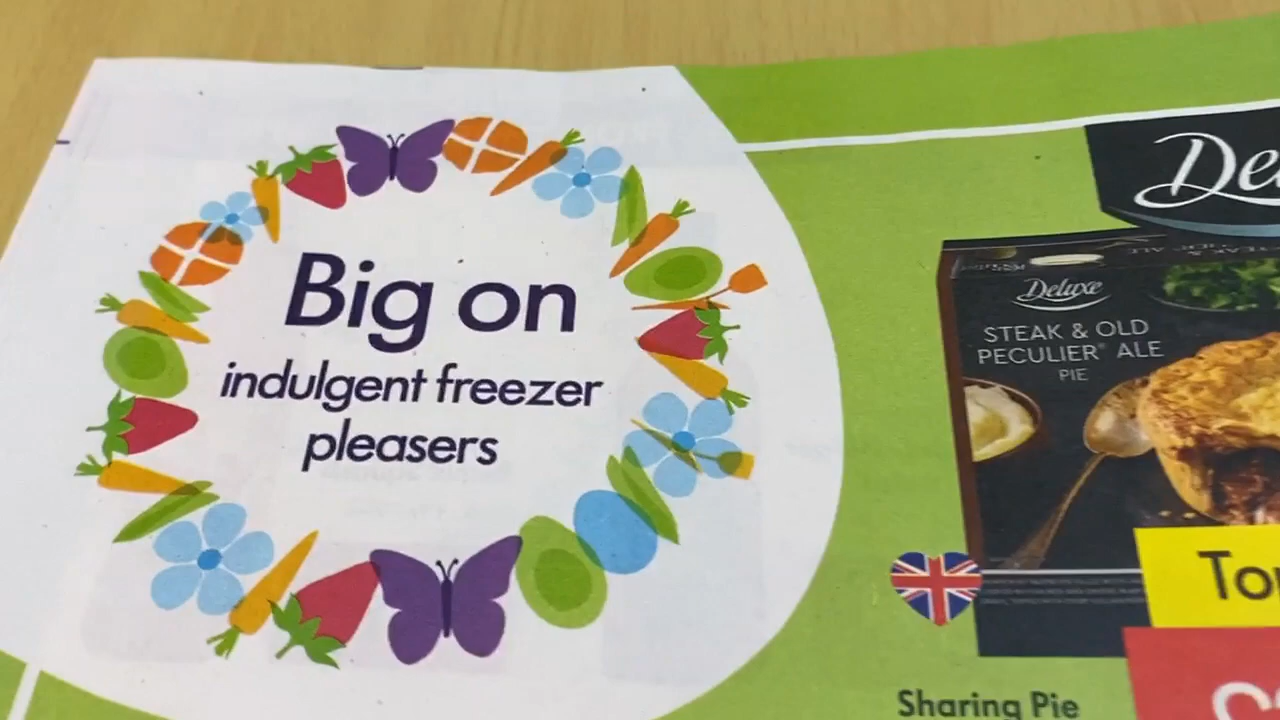 Big on
indulgent freezer
pleasers
Deluxe
STEAK & OLD
PECULIER® ALE
PIE
Sharing Pie